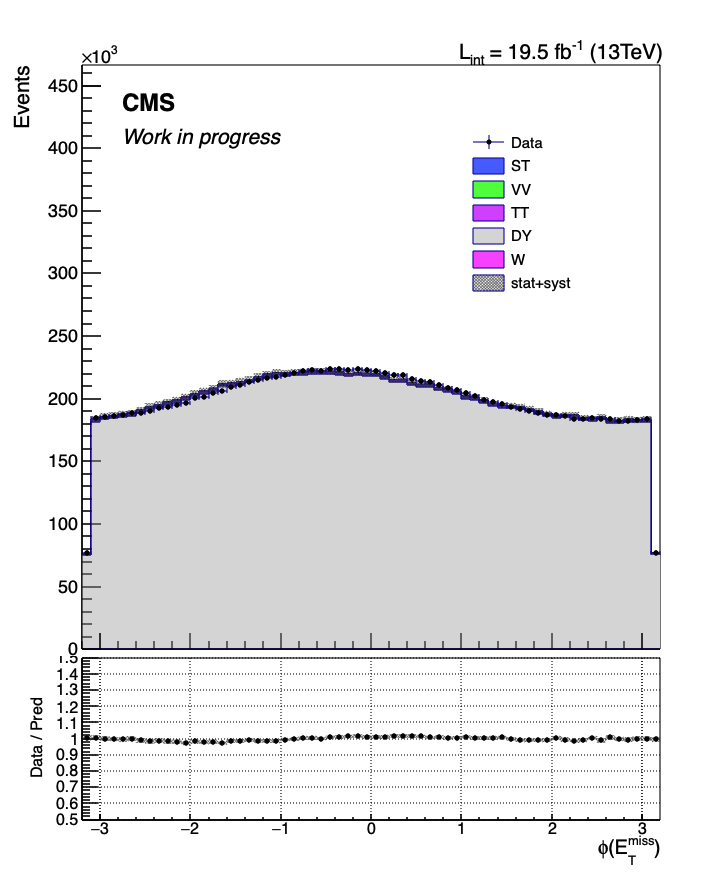 ×10³
L_int = 19.5 fb⁻¹ (13TeV)
Events
450
400
350
300
250
200
150
100
50
0
CMS
Work in progress
Data
ST
VV
TT
DY
W
stat+syst
Data / Pred
1.5
1.4
1.3
1.2
1.1
1
0.9
0.8
0.7
0.6
0.5
−3 −2 −1 0 1 2 3
ϕ(E_T^miss)